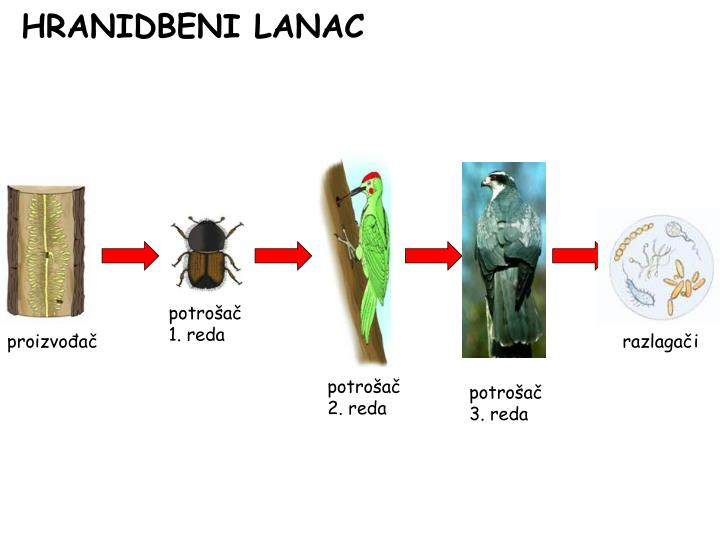 HRANIDBENI LANAC
proizvođač
potrošač
1. reda
potrošač
2. reda
potrošač
3. reda
razlagači